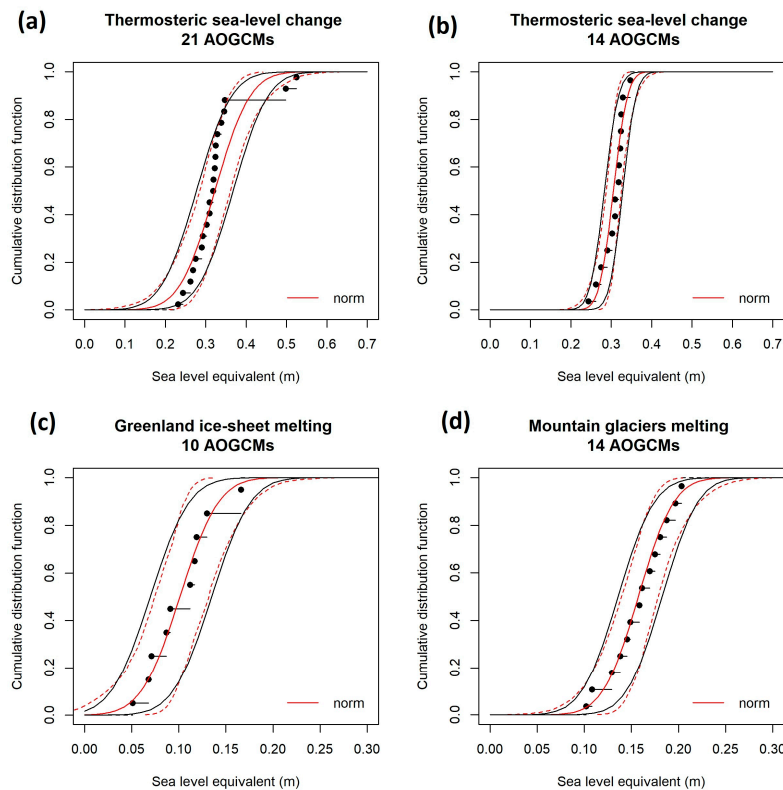 (a)
Thermosteric sea-level change
21 AOGCMs
Cumulative distribution function
1.0
0.8
0.6
0.4
0.2
0.0
norm
0.0 0.1 0.2 0.3 0.4 0.5 0.6 0.7
Sea level equivalent (m)
(b)
Thermosteric sea-level change
14 AOGCMs
Cumulative distribution function
1.0
0.8
0.6
0.4
0.2
0.0
norm
0.0 0.1 0.2 0.3 0.4 0.5 0.6 0.7
Sea level equivalent (m)
(c)
Greenland ice-sheet melting
10 AOGCMs
Cumulative distribution function
1.0
0.8
0.6
0.4
0.2
0.0
norm
0.00 0.05 0.10 0.15 0.20 0.25 0.30
Sea level equivalent (m)
(d)
Mountain glaciers melting
14 AOGCMs
Cumulative distribution function
1.0
0.8
0.6
0.4
0.2
0.0
norm
0.00 0.05 0.10 0.15 0.20 0.25 0.30
Sea level equivalent (m)